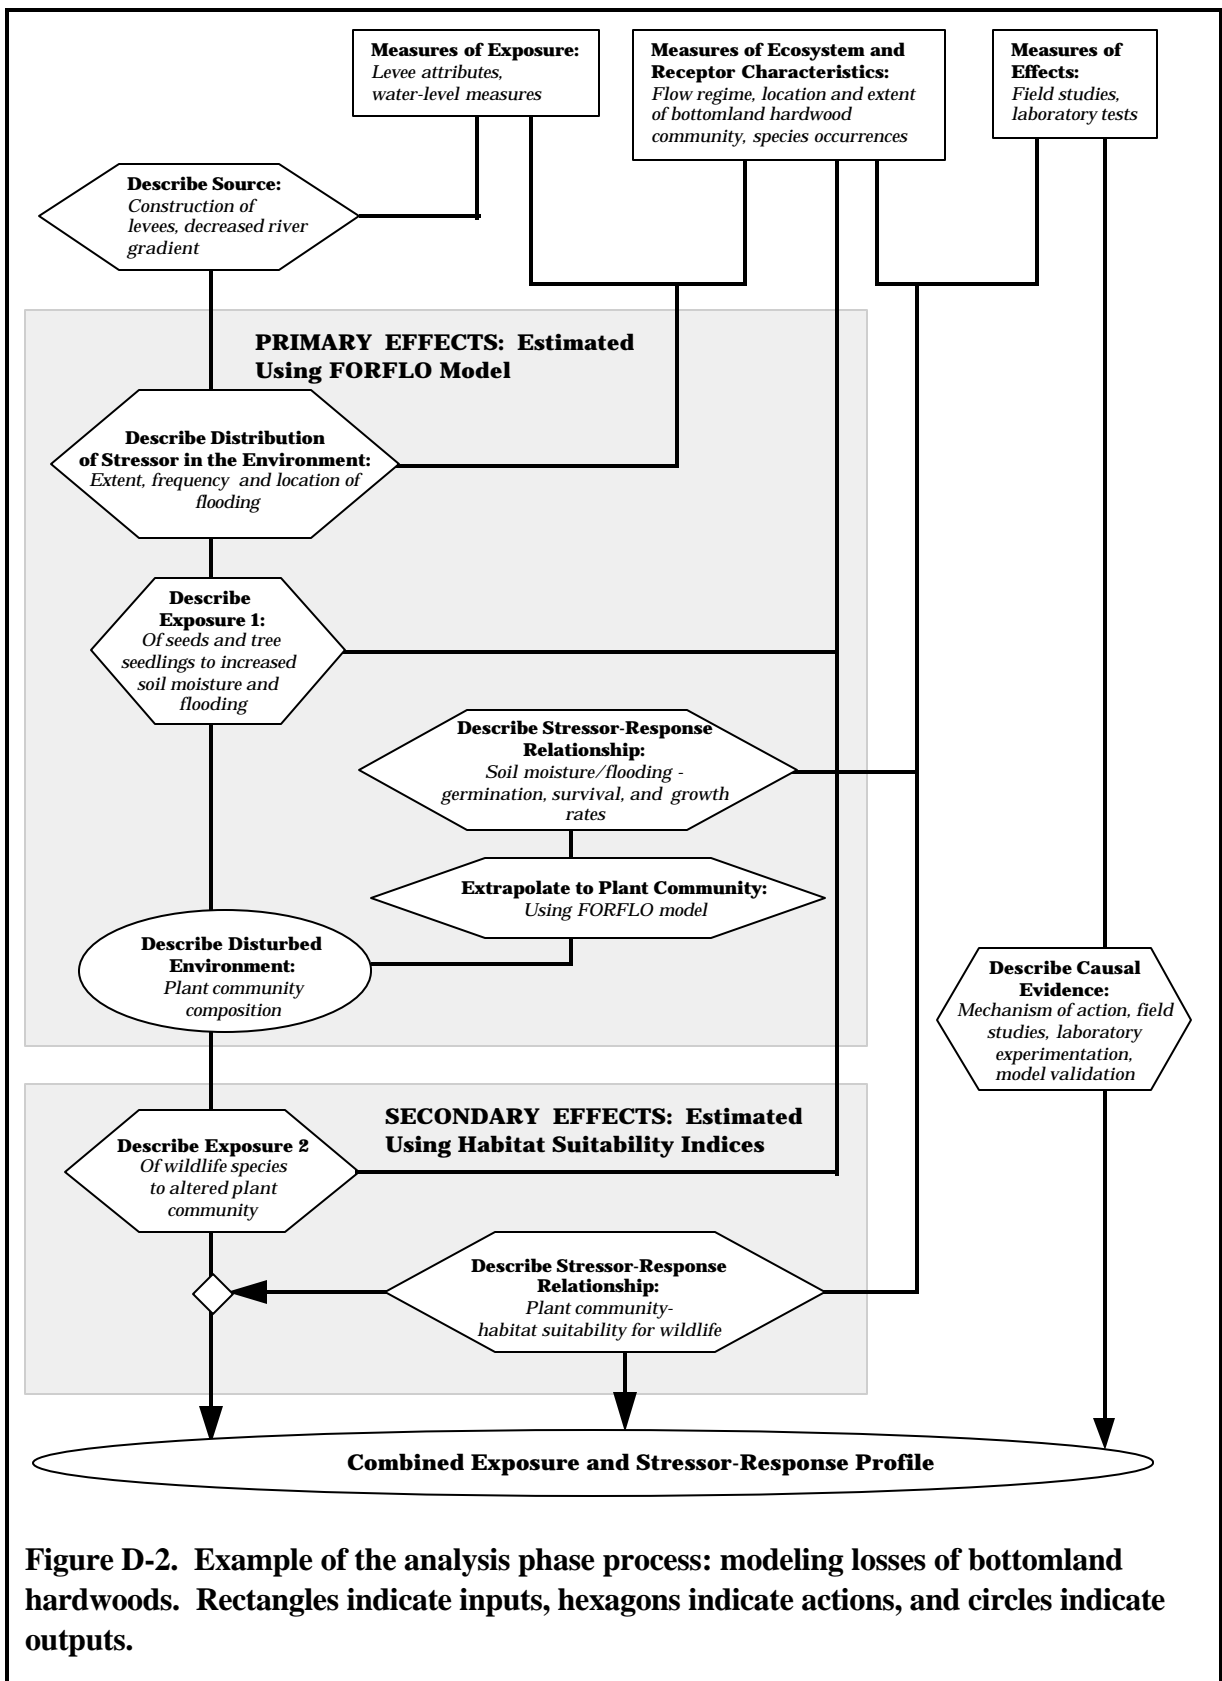 Measures of Exposure:
Levee attributes,
water-level measures
Measures of Ecosystem and
Receptor Characteristics:
Flow regime, location and extent
of bottomland hardwood
community, species occurrences
Measures of
Effects:
Field studies,
laboratory tests
Describe Source:
Construction of
levees, decreased river
gradient
PRIMARY EFFECTS: Estimated
Using FORFLO Model
Describe Distribution
of Stressor in the Environment:
Extent, frequency and location of
flooding
Describe
Exposure 1:
Of seeds and tree
seedlings to increased
soil moisture and
flooding
Describe Stressor-Response
Relationship:
Soil moisture/flooding -
germination, survival, and growth
rates
Extrapolate to Plant Community:
Using FORFLO model
Describe Disturbed
Environment:
Plant community
composition
Describe Causal
Evidence:
Mechanism of action, field
studies, laboratory
experimentation,
model validation
SECONDARY EFFECTS: Estimated
Using Habitat Suitability Indices
Describe Exposure 2
Of wildlife species
to altered plant
community
Describe Stressor-Response
Relationship:
Plant community-
habitat suitability for wildlife
Combined Exposure and Stressor-Response Profile
Figure D-2. Example of the analysis phase process: modeling losses of bottomland
hardwoods. Rectangles indicate inputs, hexagons indicate actions, and circles indicate
outputs.